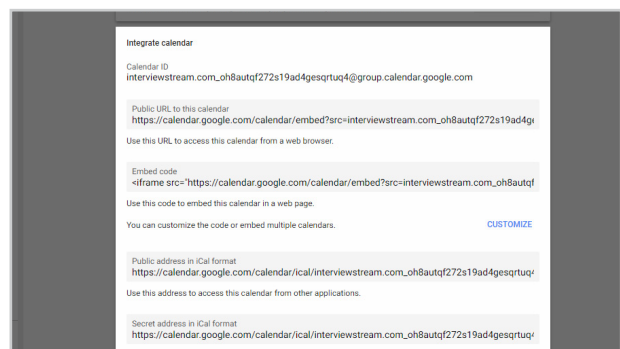 Integrate calendar
Calendar ID
interviewstream.com_oh8autqf272s19ad4gesqrtuq4@group.calendar.google.com
Public URL to this calendar
https://calendar.google.com/calendar/embed?src=interviewstream.com_oh8autqf272s19ad4ge
Use this URL to access this calendar from a web browser.
Embed code
<iframe src="https://calendar.google.com/calendar/embed?src=interviewstream.com_oh8autqf
Use this code to embed this calendar in a web page.
You can customize the code or embed multiple calendars.
CUSTOMIZE
Public address in iCal format
https://calendar.google.com/calendar/ical/interviewstream.com_oh8autqf272s19ad4gesqrtuq4
Use this address to access this calendar from other applications.
Secret address in iCal format
https://calendar.google.com/calendar/ical/interviewstream.com_oh8autqf272s19ad4gesqrtuq4